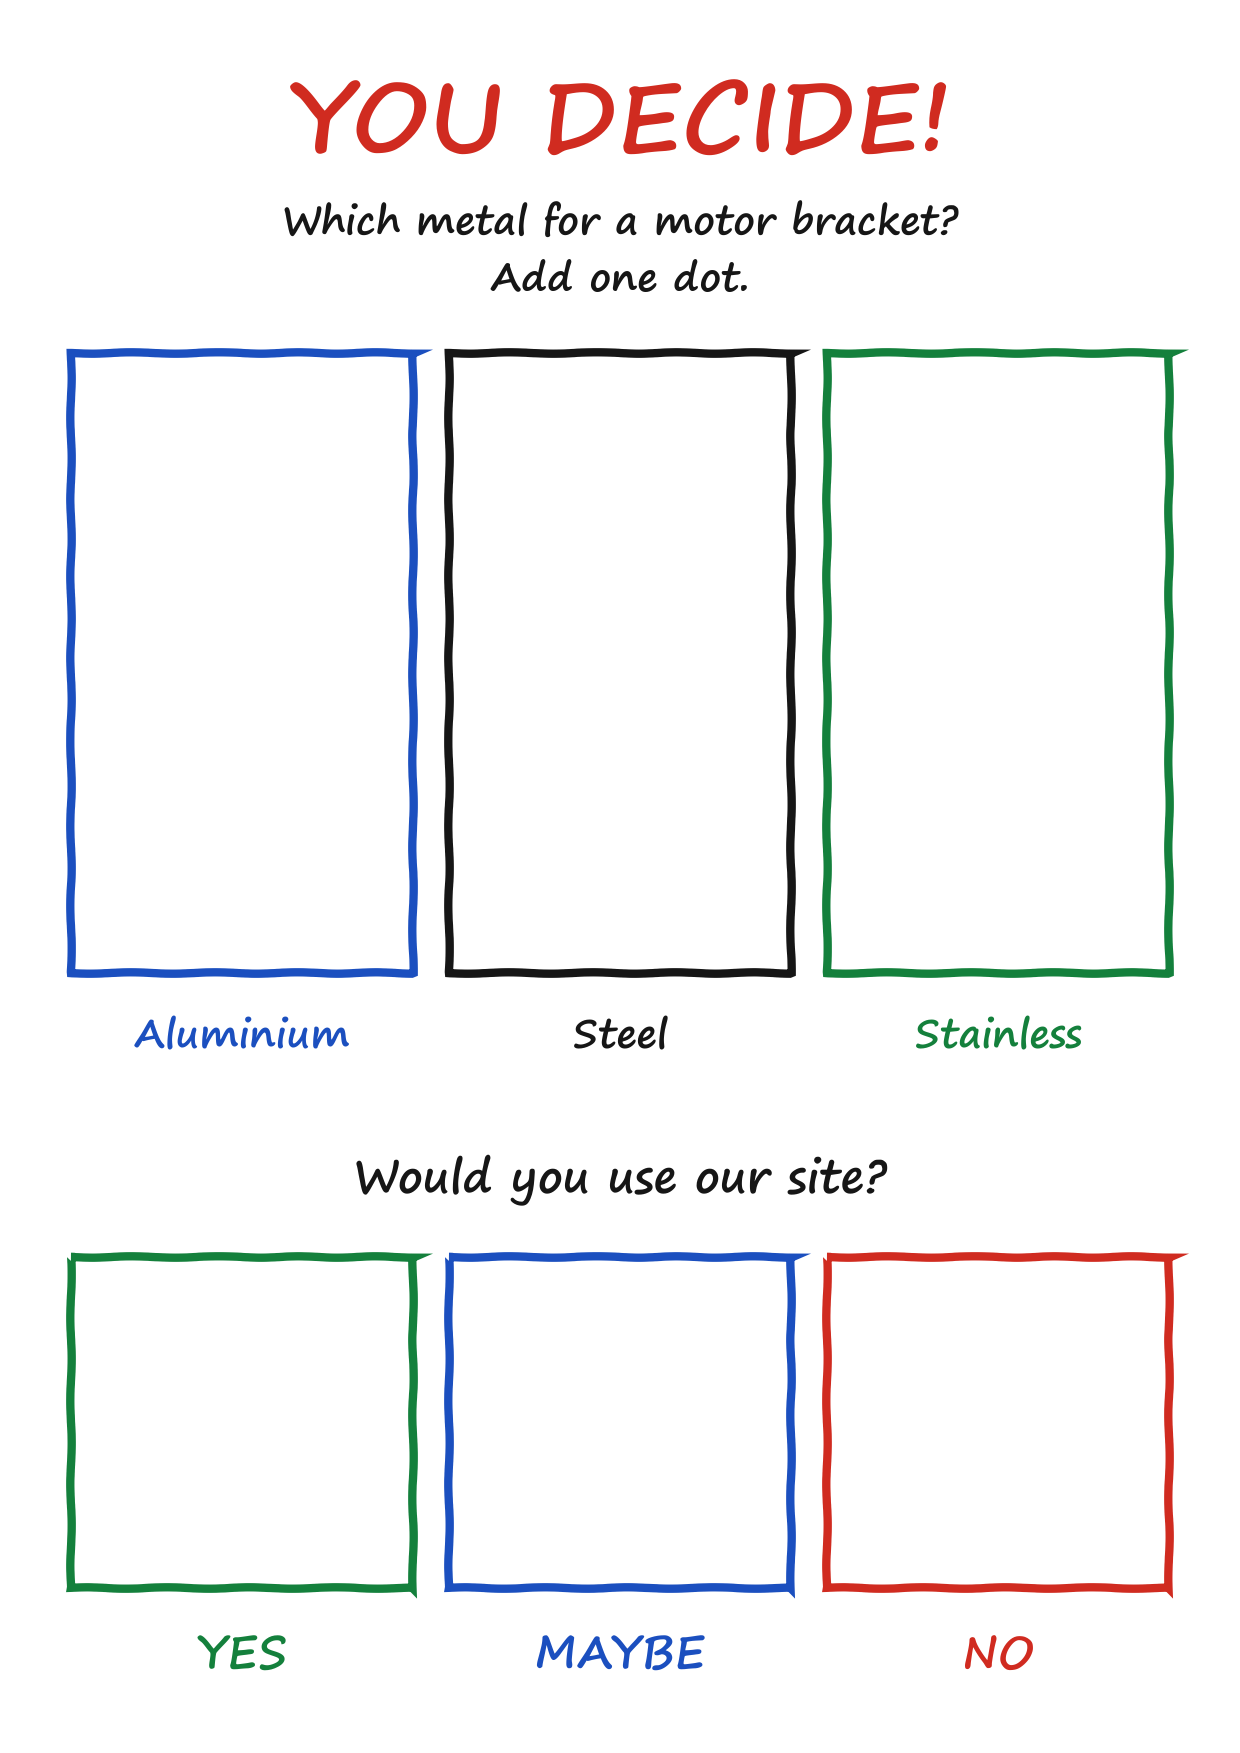 YOU DECIDE!
Which metal for a motor bracket?
Add one dot.
Aluminium
Steel
Stainless
Would you use our site?
YES
MAYBE
NO